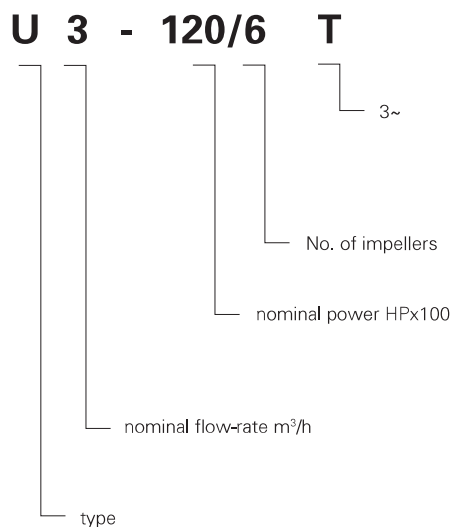 U 3 - 120/6 T
3~
No. of impellers
nominal power HPx100
nominal flow-rate m³/h
type